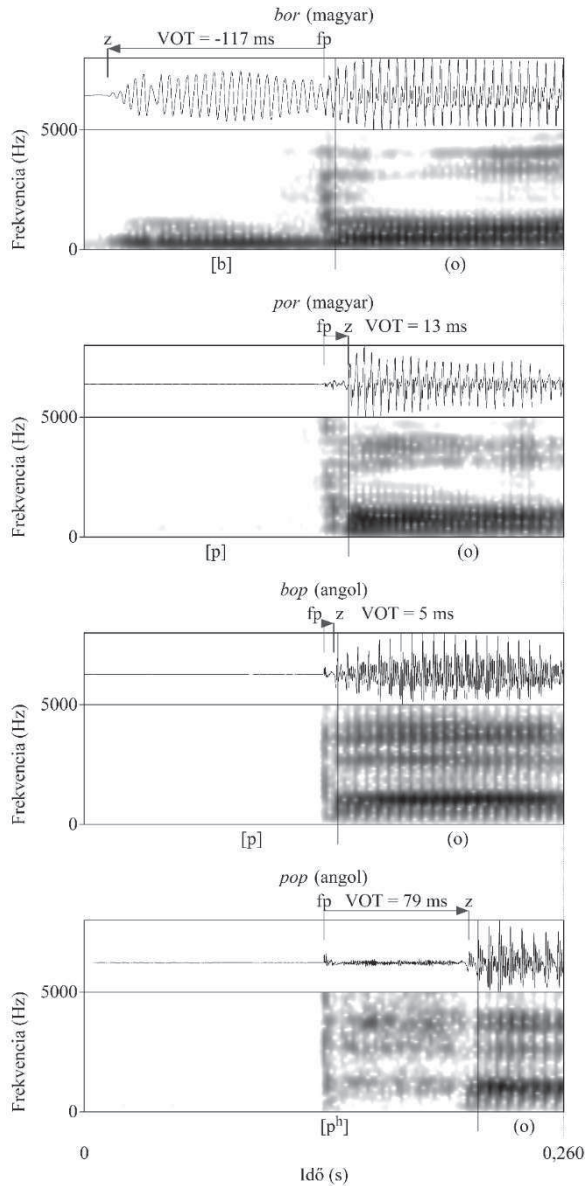 bor (magyar)
z VOT = -117 ms fp
5000
Frekvencia (Hz)
0
[b] (o)
por (magyar)
fp z VOT = 13 ms
5000
Frekvencia (Hz)
0
[p] (o)
bop (angol)
fp z VOT = 5 ms
5000
Frekvencia (Hz)
0
[p] (o)
pop (angol)
fp VOT = 79 ms z
5000
Frekvencia (Hz)
0
[pʰ] (o)
0 0,260
Idő (s)